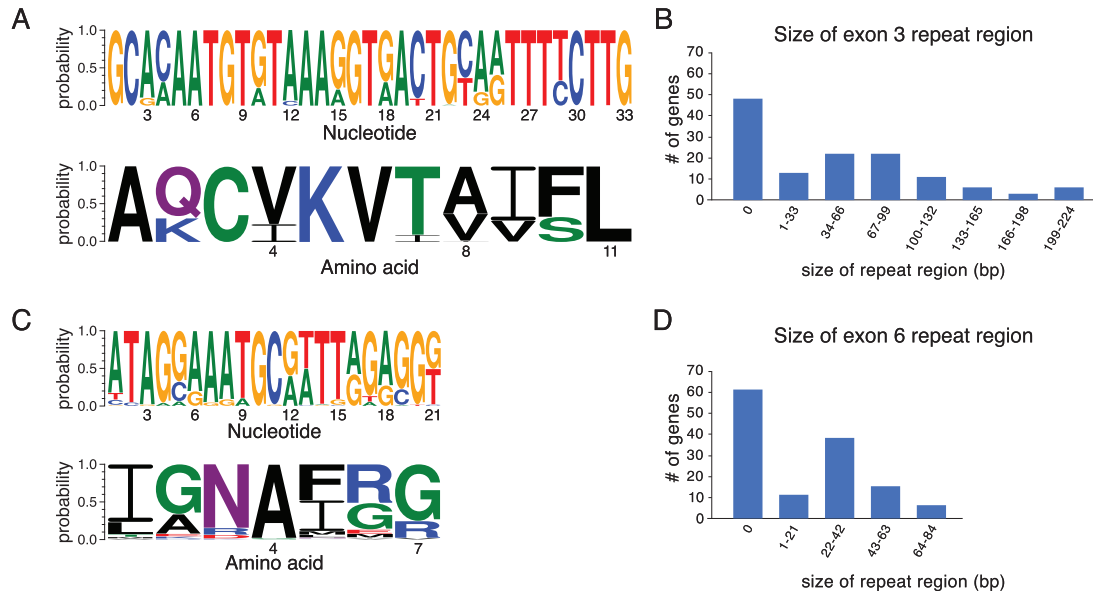 A
probability
1.0
0.5
0.0
GCACAATGTGTAAAGGTGACTGCAATTTTCTTG
3 6 9 12 15 18 21 24 27 30 33
Nucleotide
probability
1.0
0.5
0.0
AQCVKVTAIFL
K I I V V S
4 8 11
Amino acid
B
Size of exon 3 repeat region
# of genes
70
60
50
40
30
20
10
0
0 1-33 34-66 67-99 100-132 133-165 166-198 199-224
size of repeat region (bp)
C
probability
1.0
0.5
0.0
ATAGGAAATGCGTTTAGAGGG
3 6 9 12 15 18 21
Nucleotide
probability
1.0
0.5
0.0
IGNAFRG
L A I G R
4 7
Amino acid
D
Size of exon 6 repeat region
# of genes
70
60
50
40
30
20
10
0
0 1-21 22-42 43-63 64-84
size of repeat region (bp)